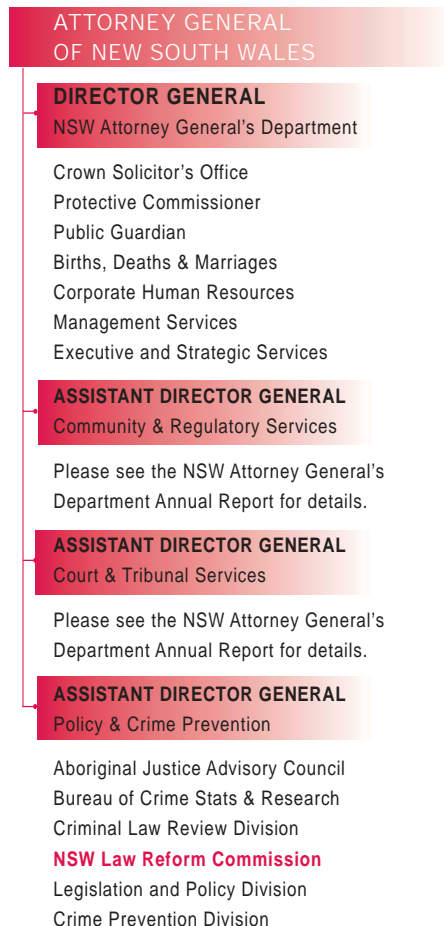 ATTORNEY GENERAL
OF NEW SOUTH WALES
DIRECTOR GENERAL
NSW Attorney General's Department
Crown Solicitor's Office
Protective Commissioner
Public Guardian
Births, Deaths & Marriages
Corporate Human Resources
Management Services
Executive and Strategic Services
ASSISTANT DIRECTOR GENERAL
Community & Regulatory Services
Please see the NSW Attorney General's
Department Annual Report for details.
ASSISTANT DIRECTOR GENERAL
Court & Tribunal Services
Please see the NSW Attorney General's
Department Annual Report for details.
ASSISTANT DIRECTOR GENERAL
Policy & Crime Prevention
Aboriginal Justice Advisory Council
Bureau of Crime Stats & Research
Criminal Law Review Division
NSW Law Reform Commission
Legislation and Policy Division
Crime Prevention Division